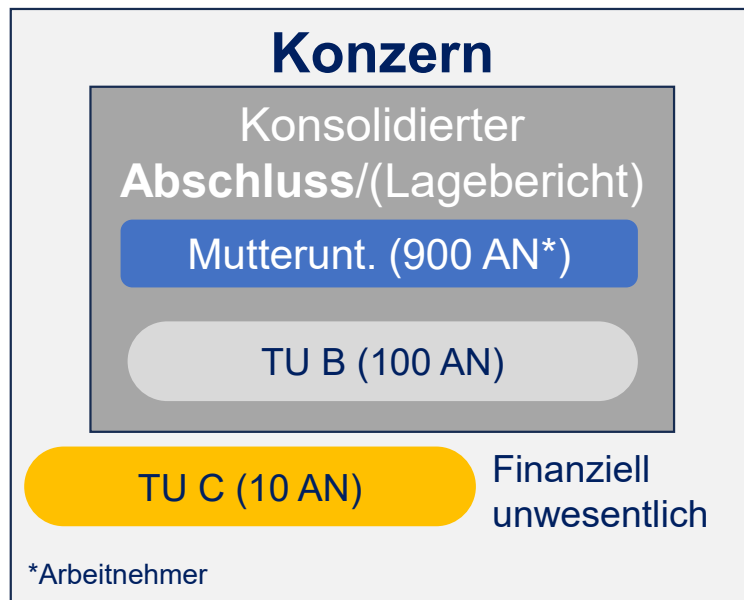 Konzern
Konsolidierter
Abschluss/(Lagebericht)
Mutterunt. (900 AN*)
TU B (100 AN)
TU C (10 AN)
Finanziell
unwesentlich
*Arbeitnehmer